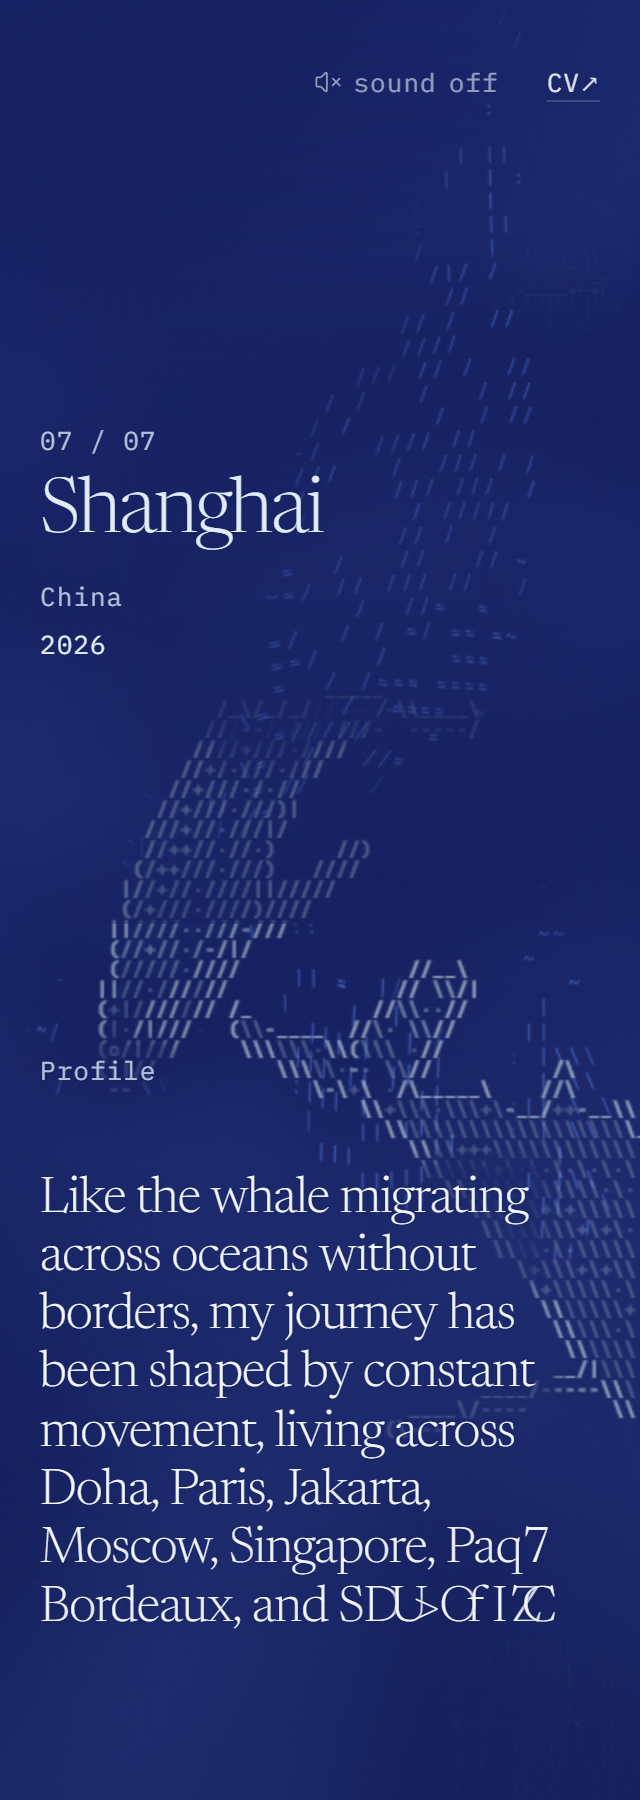 sound off CV↗
07 / 07
Shanghai
China
2026
Profile
Like the whale migrating
across oceans without
borders, my journey has
been shaped by constant
movement, living across
Doha, Paris, Jakarta,
Moscow, Singapore, Paq7
Bordeaux, and